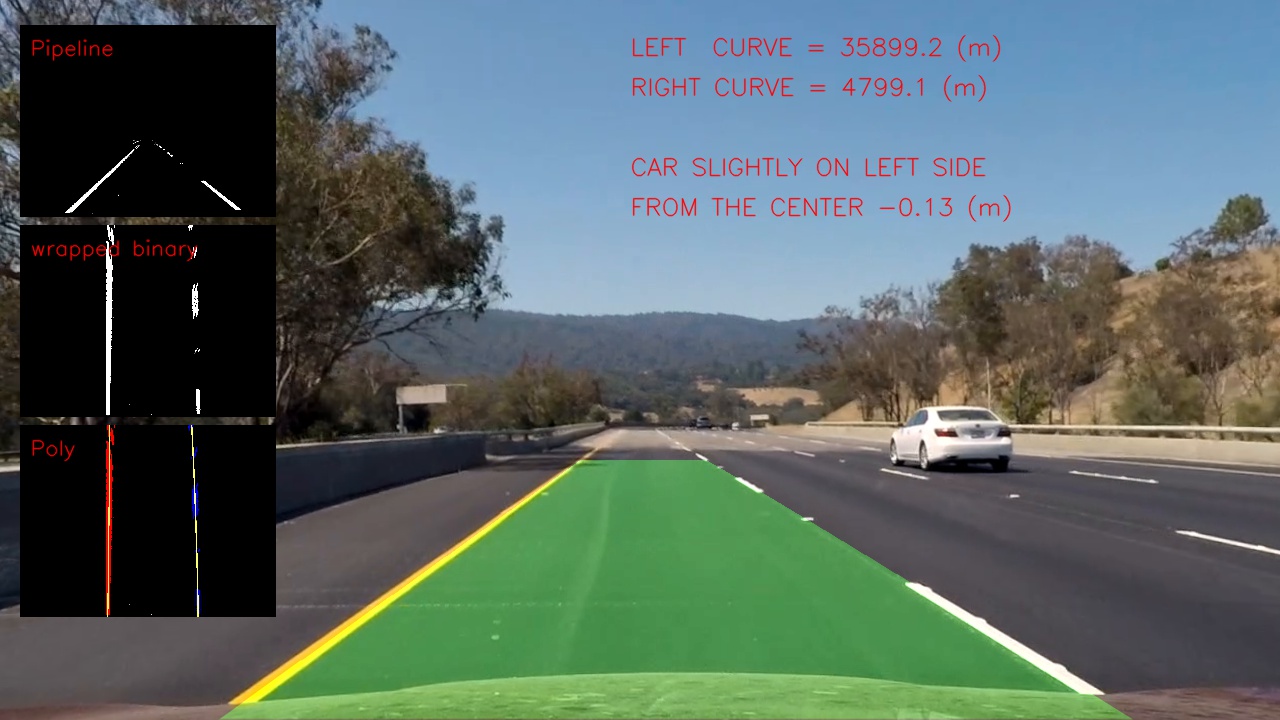 Pipeline
wrapped binary
Poly
LEFT CURVE = 35899.2 (m)
RIGHT CURVE = 4799.1 (m)
CAR SLIGHTLY ON LEFT SIDE
FROM THE CENTER -0.13 (m)